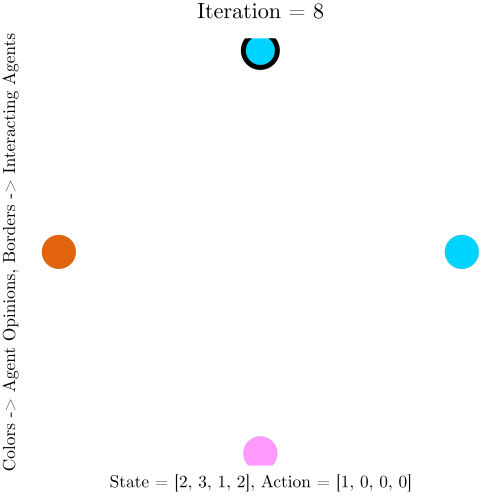 Iteration = 8
Colors -> Agent Opinions, Borders -> Interacting Agents
State = [2, 3, 1, 2], Action = [1, 0, 0, 0]